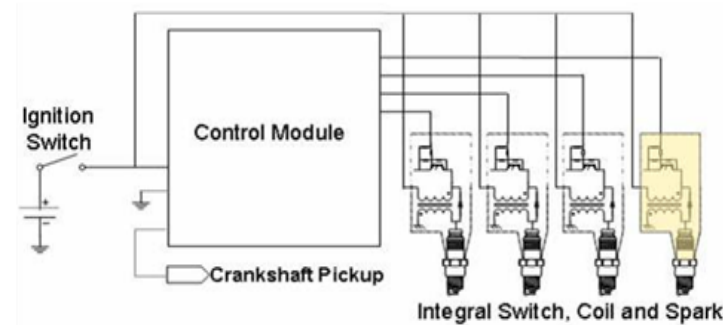 Ignition
Switch
Control Module
+
−
Crankshaft Pickup
Integral Switch, Coil and Spark